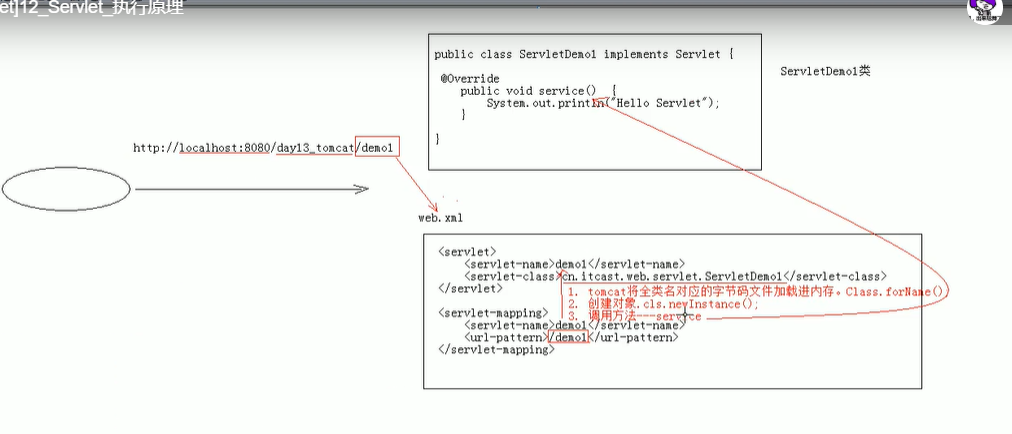 et]12_Servlet_执行原理
public class ServletDemo1 implements Servlet {
@Override
public void service() {
System.out.println("Hello Servlet");
}
}
ServletDemo1类
http://localhost:8080/day13_tomcat/demo1
web.xml
<servlet>
<servlet-name>demo1</servlet-name>
<servlet-class>cn.itcast.web.servlet.ServletDemo1</servlet-class>
</servlet>
1. tomcat将全类名对应的字节码文件加载进内存。Class.forName()
2. 创建对象.cls.newInstance();
3. 调用方法---service
<servlet-mapping>
<servlet-name>demo1</servlet-name>
<url-pattern>/demo1</url-pattern>
</servlet-mapping>